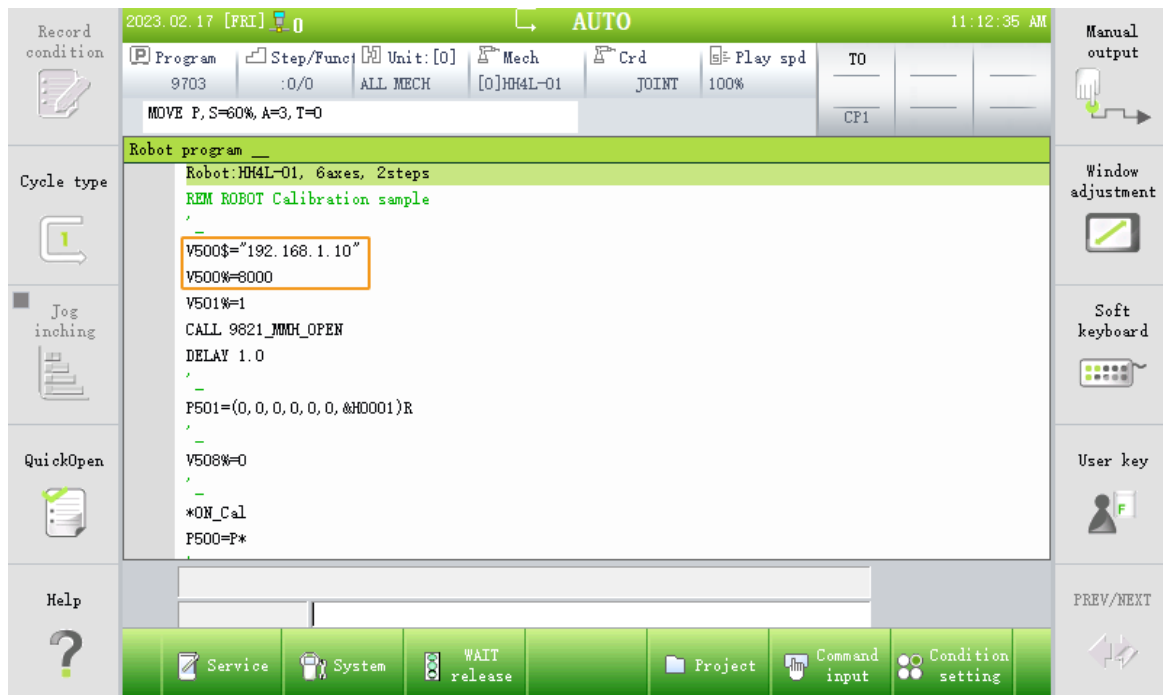 Record condition
Cycle type
1
Jog inching
QuickOpen
Help
?
2023.02.17 [FRI] 0 AUTO 11:12:35 AM
P Program Step/Funct Unit:[0] Mech Crd Play spd
9703 :0/0 ALL MECH [0]HH4L-01 JOINT 100%
T0
CP1
MOVE P,S=60%,A=3,T=0
Robot program __
Robot:HH4L-01, 6axes, 2steps
REM ROBOT Calibration sample
'_
V500$="192.168.1.10"
V500%=8000
V501%=1
CALL 9821_MMH_OPEN
DELAY 1.0
'_
P501=(0,0,0,0,0,0,&H0001)R
'_
V508%=0
'_
*ON_Cal
P500=P*
'
Service System WAIT release Project Command input Condition setting
Manual output
Window adjustment
Soft keyboard
User key
F
PREV/NEXT